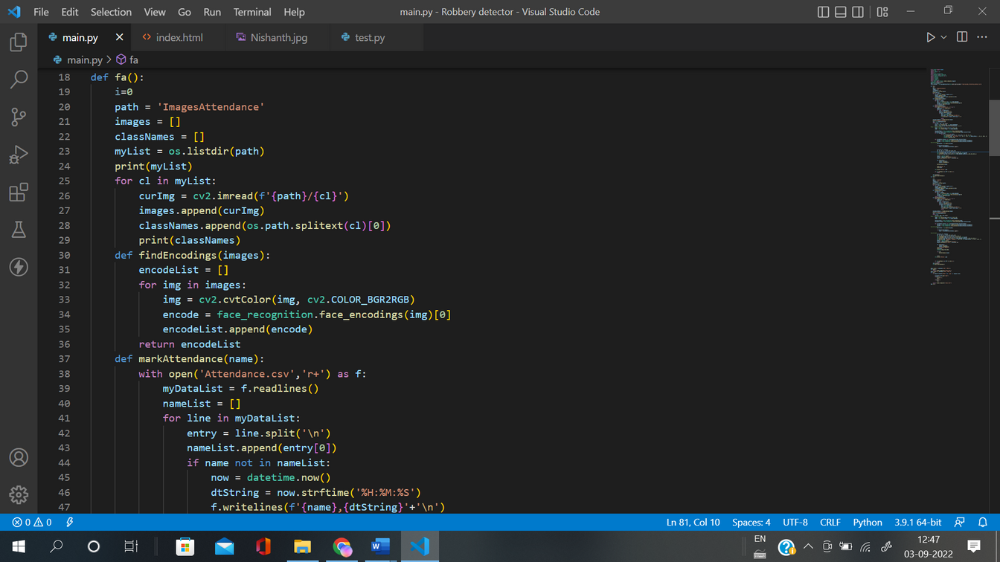 File Edit Selection View Go Run Terminal Help main.py - Robbery detector - Visual Studio Code
main.py index.html Nishanth.jpg test.py
main.py > fa
18 def fa():
19     i=0
20     path = 'ImagesAttendance'
21     images = []
22     classNames = []
23     myList = os.listdir(path)
24     print(myList)
25     for cl in myList:
26         curImg = cv2.imread(f'{path}/{cl}')
27         images.append(curImg)
28         classNames.append(os.path.splitext(cl)[0])
29         print(classNames)
30     def findEncodings(images):
31         encodeList = []
32         for img in images:
33             img = cv2.cvtColor(img, cv2.COLOR_BGR2RGB)
34             encode = face_recognition.face_encodings(img)[0]
35             encodeList.append(encode)
36         return encodeList
37     def markAttendance(name):
38         with open('Attendance.csv','r+') as f:
39             myDataList = f.readlines()
40             nameList = []
41             for line in myDataList:
42                 entry = line.split('\n')
43                 nameList.append(entry[0])
44                 if name not in nameList:
45                     now = datetime.now()
46                     dtString = now.strftime('%H:%M:%S')
47                     f.writelines(f'{name},{dtString}'+'\n')
0 0 Ln 81, Col 10 Spaces: 4 UTF-8 CRLF Python 3.9.1 64-bit
EN 12:47
03-09-2022